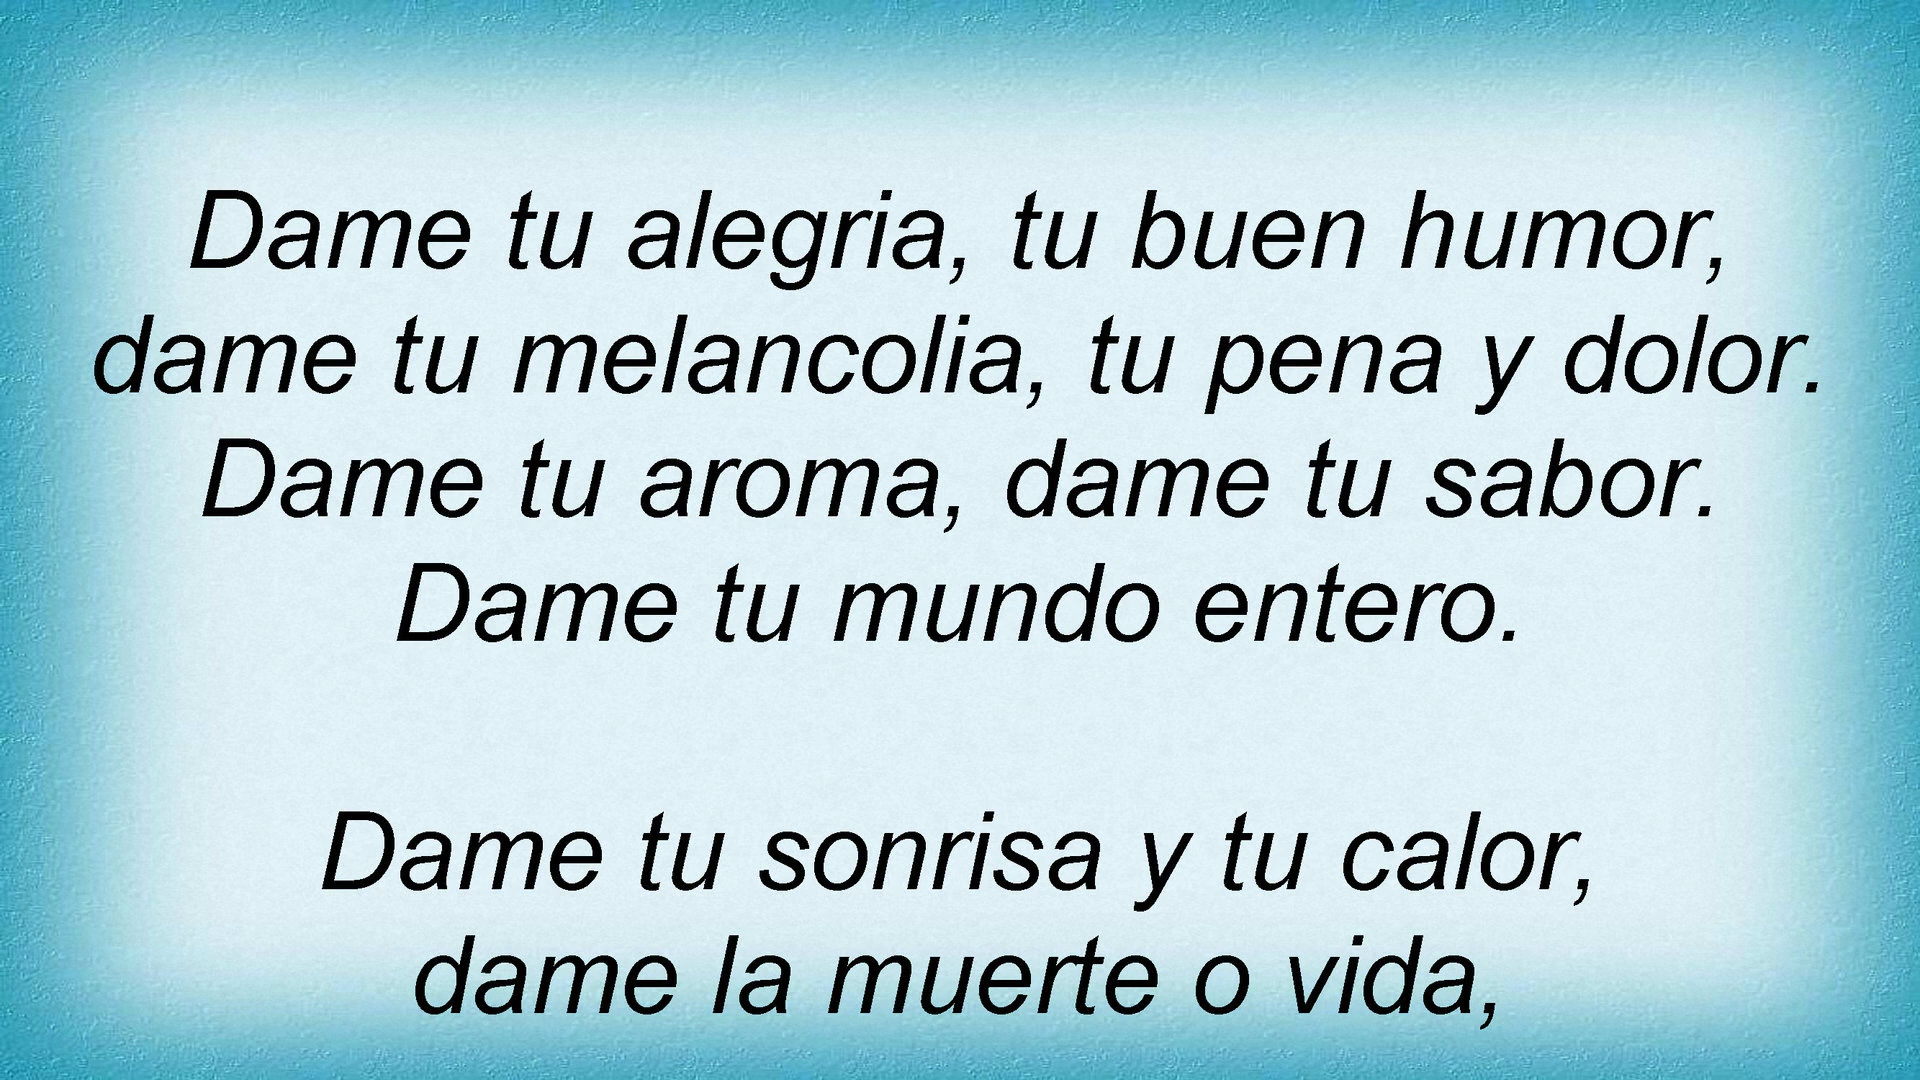 Dame tu alegria, tu buen humor,
dame tu melancolia, tu pena y dolor.
Dame tu aroma, dame tu sabor.
Dame tu mundo entero.
Dame tu sonrisa y tu calor,
dame la muerte o vida,